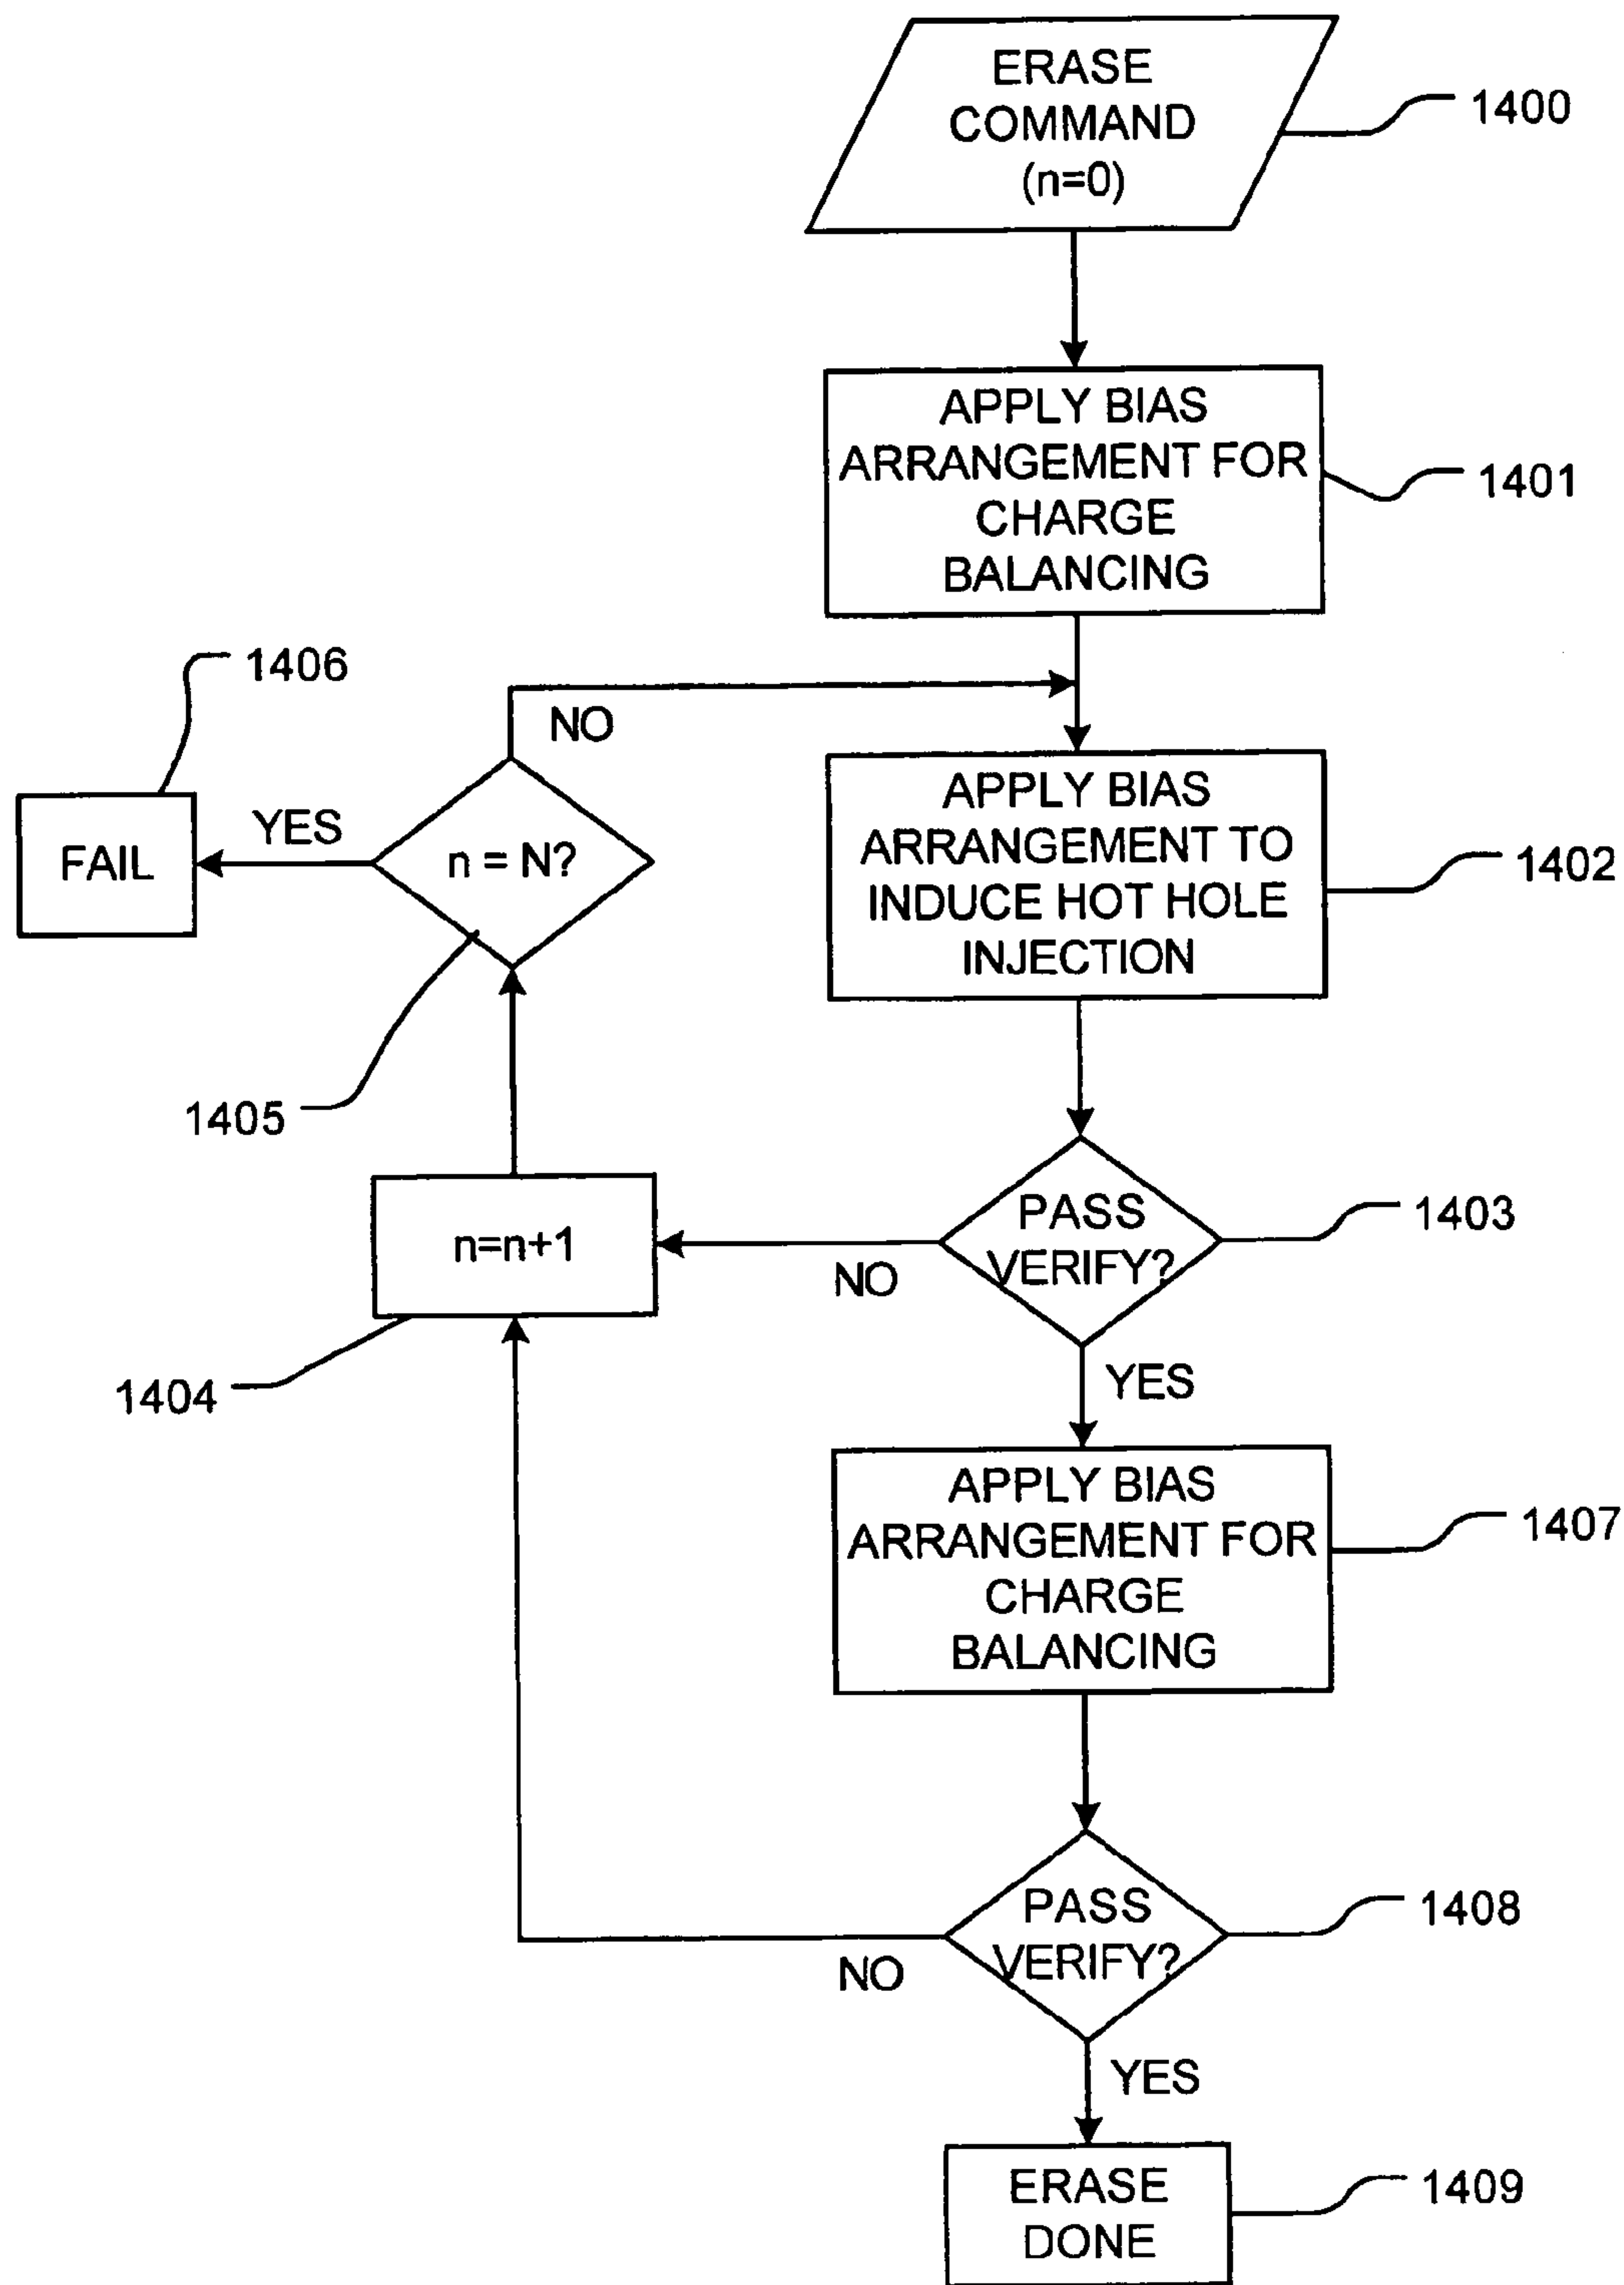 ERASE
COMMAND
(n=0)
1400
APPLY BIAS
ARRANGEMENT FOR
CHARGE
BALANCING
1401
1406
NO
FAIL
YES
n = N?
1405
APPLY BIAS
ARRANGEMENT TO
INDUCE HOT HOLE
INJECTION
1402
PASS
VERIFY?
1403
NO
n=n+1
1404
YES
APPLY BIAS
ARRANGEMENT FOR
CHARGE
BALANCING
1407
PASS
VERIFY?
1408
NO
YES
ERASE
DONE
1409